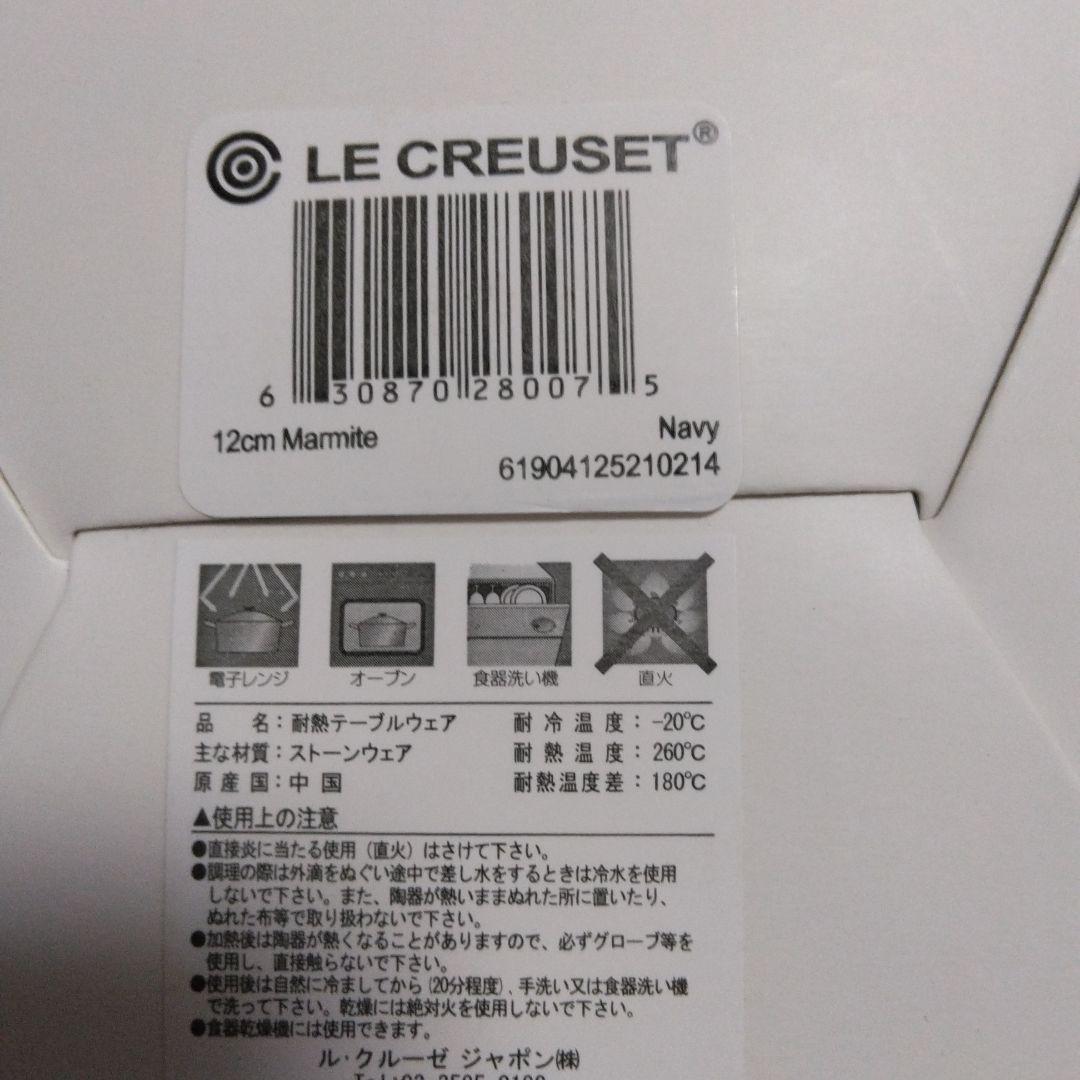 LE CREUSET®
6 30870 28007 5
12cm Marmite
Navy
61904125210214
電子レンジ オーブン 食器洗い機 直火
品 名：耐熱テーブルウェア 耐 冷 温 度：-20℃
主な材質：ストーンウェア 耐 熱 温 度：260℃
原 産 国：中 国 耐熱温度差：180℃
▲使用上の注意
●直接炎に当たる使用（直火）はさけて下さい。
●調理の際は外滴をぬぐい途中で差し水をするときは冷水を使用
しないで下さい。また、陶器が熱いままぬれた所に置いたり、
ぬれた布等で取り扱わないで下さい。
●加熱後は陶器が熱くなることがありますので、必ずグローブ等を
使用し、直接触らないで下さい。
●使用後は自然に冷ましてから(20分程度)、手洗い又は食器洗い機
で洗って下さい。乾燥には絶対火を使用しないで下さい。
●食器乾燥機には使用できます。
ル・クルーゼ ジャポン㈱